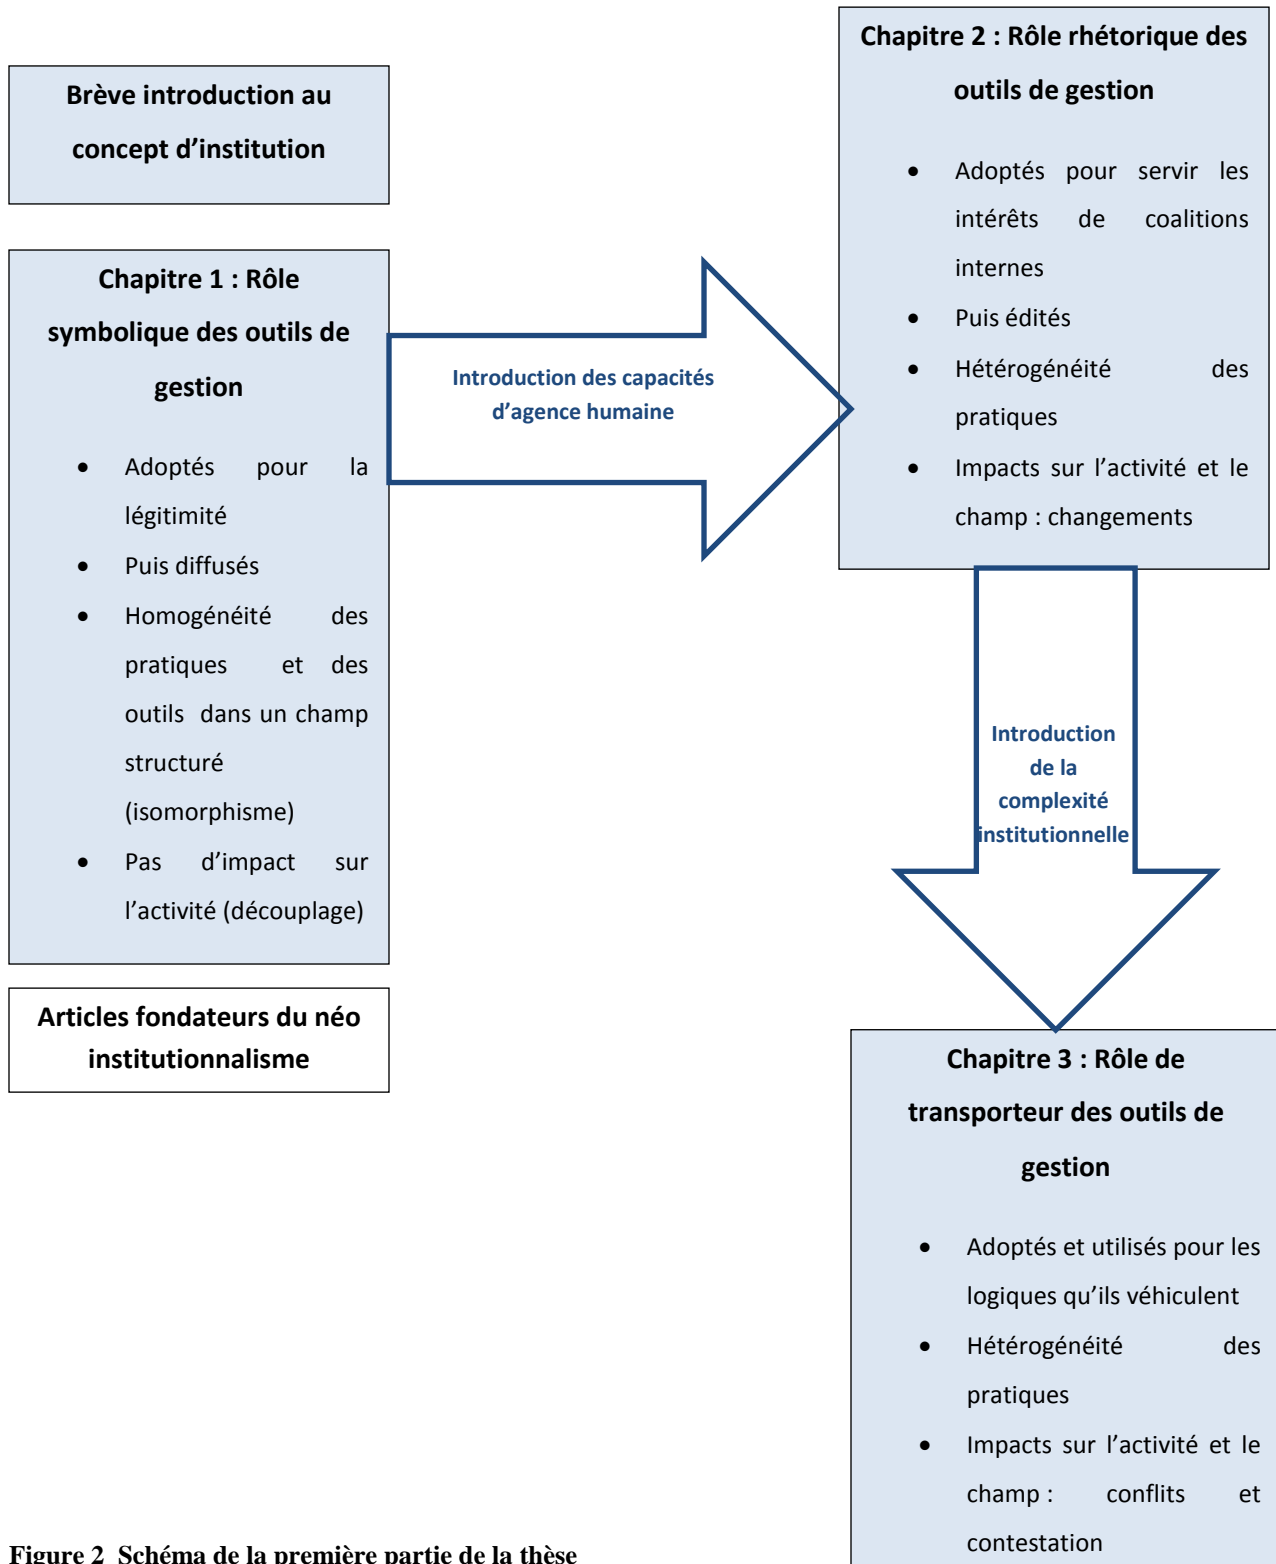 Brève introduction au
concept d’institution
Chapitre 1 : Rôle
symbolique des outils de
gestion
• Adoptés pour la
légitimité
• Puis diffusés
• Homogénéité des
pratiques et des
outils dans un champ
structuré
(isomorphisme)
• Pas d’impact sur
l’activité (découplage)
Articles fondateurs du néo
institutionnalisme
Introduction des capacités
d’agence humaine
Chapitre 2 : Rôle rhétorique des
outils de gestion
• Adoptés pour servir les
intérêts de coalitions
internes
• Puis édités
• Hétérogénéité des
pratiques
• Impacts sur l’activité et le
champ : changements
Introduction
de la
complexité
institutionnelle
Chapitre 3 : Rôle de
transporteur des outils de
gestion
• Adoptés et utilisés pour les
logiques qu’ils véhiculent
• Hétérogénéité des
pratiques
• Impacts sur l’activité et le
champ : conflits et
contestation
Figure 2 Schéma de la première partie de la thèse